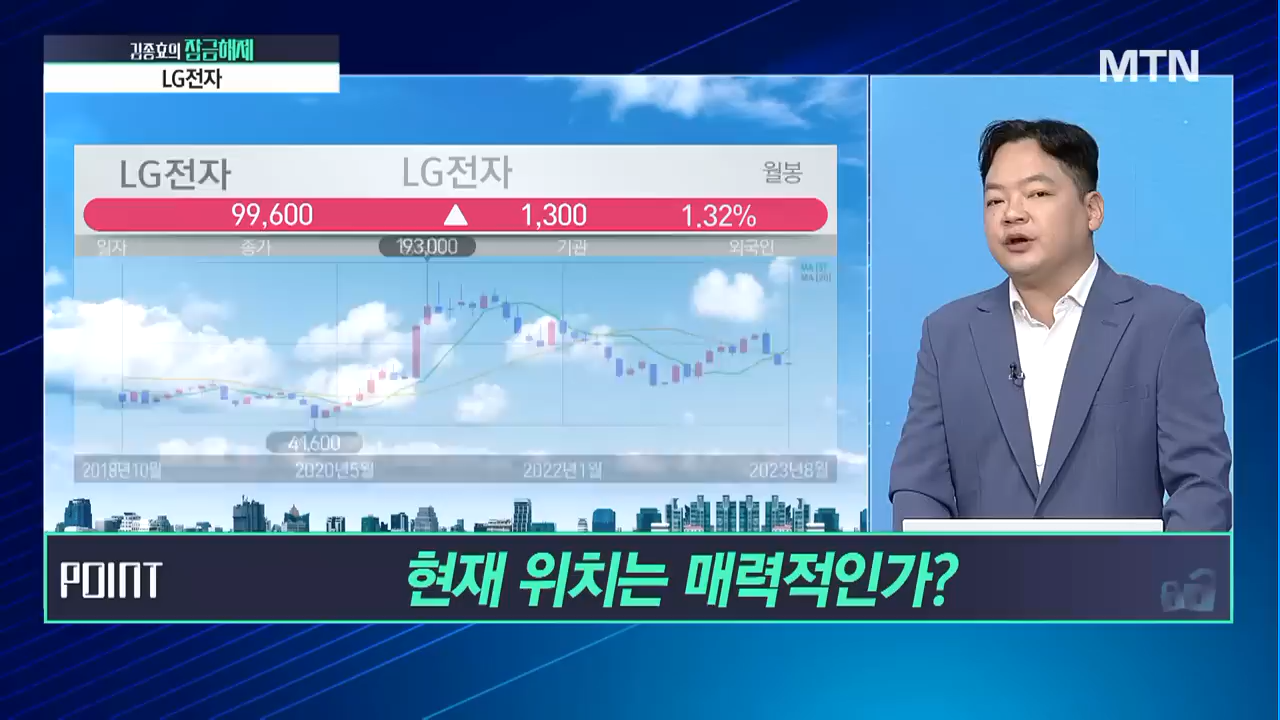 김종효의 잠금해제
LG전자
MTN
LG전자 LG전자 월봉
99,600 ▲ 1,300 1.32%
일자 종가 193,000 기관 외국인
MA [5]
MA [20]
41,600
2018년10월 2020년5월 2022년1월 2023년8월
POINT 현재 위치는 매력적인가?